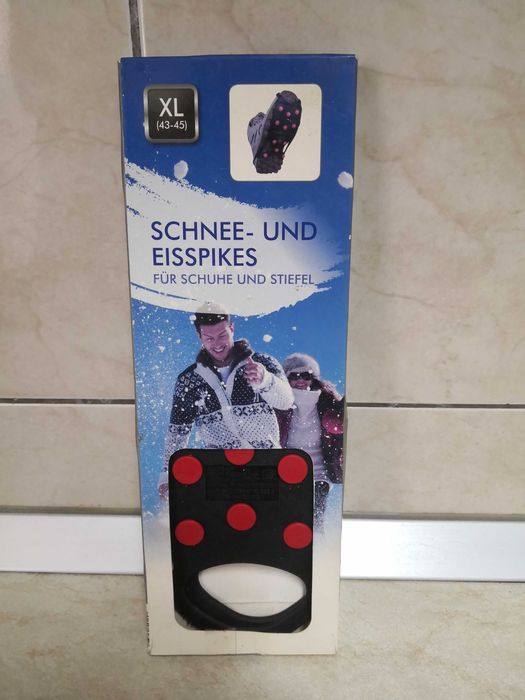 XL
(43-45)
SCHNEE- UND
EISSPIKES
FÜR SCHUHE UND STIEFEL